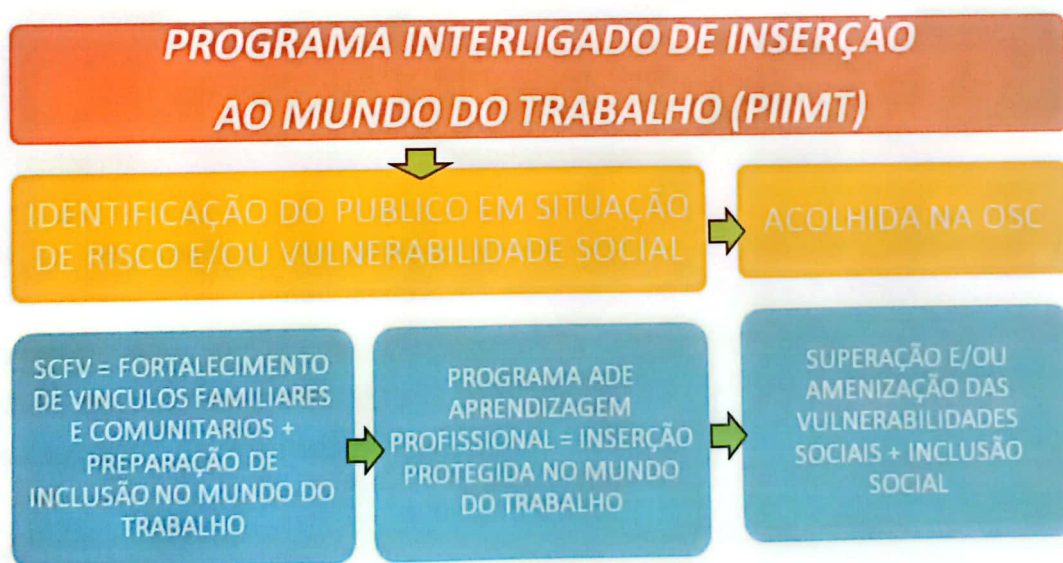 PROGRAMA INTERLIGADO DE INSERÇÃO
AO MUNDO DO TRABALHO (PIIMT)
IDENTIFICAÇÃO DO PUBLICO EM SITUAÇÃO
DE RISCO E/OU VULNERABILIDADE SOCIAL
ACOLHIDA NA OSC
SCFV = FORTALECIMENTO
DE VINCULOS FAMILIARES
E COMUNITARIOS +
PREPARAÇÃO DE
INCLUSÃO NO MUNDO DO
TRABALHO
PROGRAMA ADE
APRENDIZAGEM
PROFISSIONAL = INSERÇÃO
PROTEGIDA NO MUNDO
DO TRABALHO
SUPERAÇÃO E/OU
AMENIZAÇÃO DAS
VULNERABILIDADES
SOCIAIS + INCLUSÃO
SOCIAL